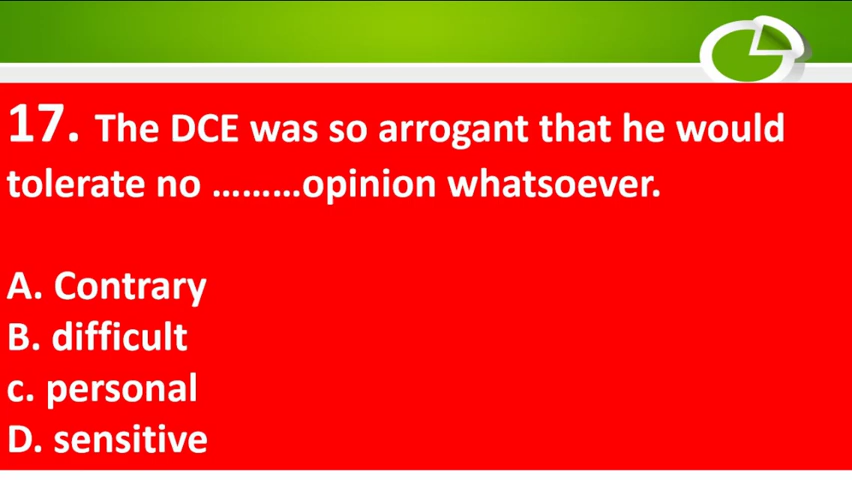 17. The DCE was so arrogant that he would
tolerate no .........opinion whatsoever.
A. Contrary
B. difficult
c. personal
D. sensitive